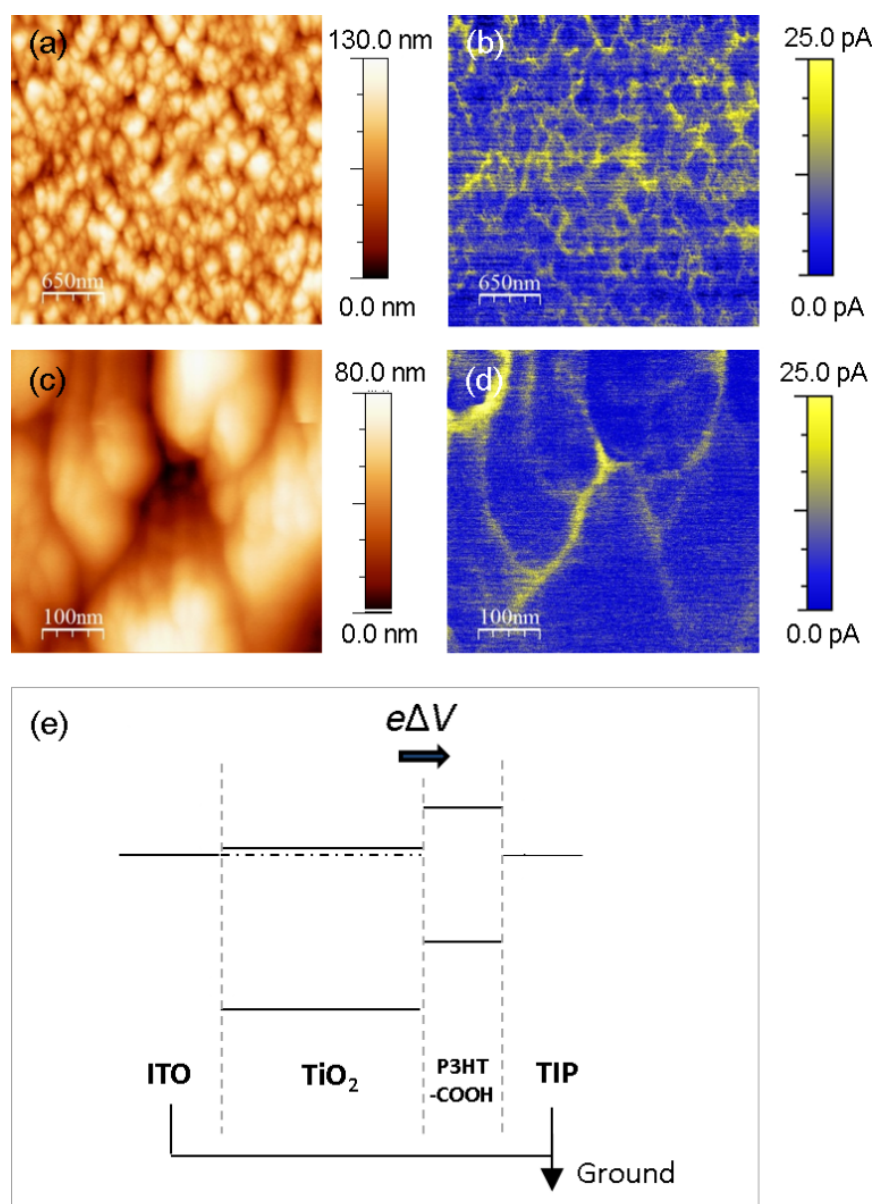 (a)
130.0 nm
650nm
0.0 nm
(b)
25.0 pA
650nm
0.0 pA
(c)
80.0 nm
100nm
0.0 nm
(d)
25.0 pA
100nm
0.0 pA
(e)
eΔV
ITO
TiO₂
P3HT
-COOH
TIP
Ground